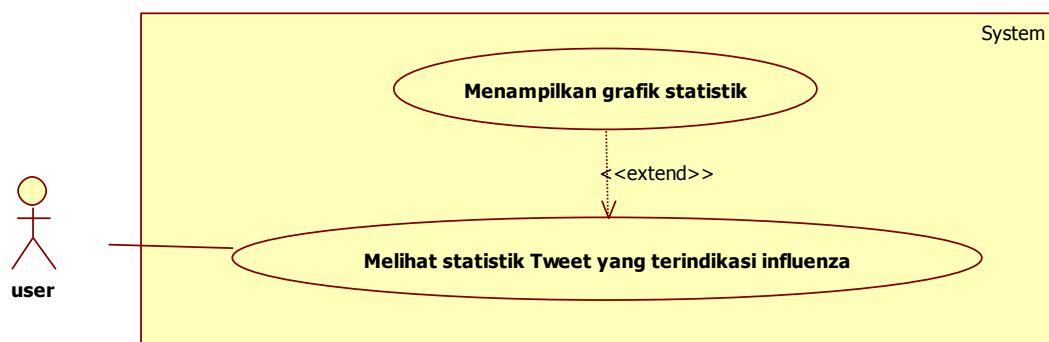 System
Menampilkan grafik statistik
<<extend>>
Melihat statistik Tweet yang terindikasi influenza
user